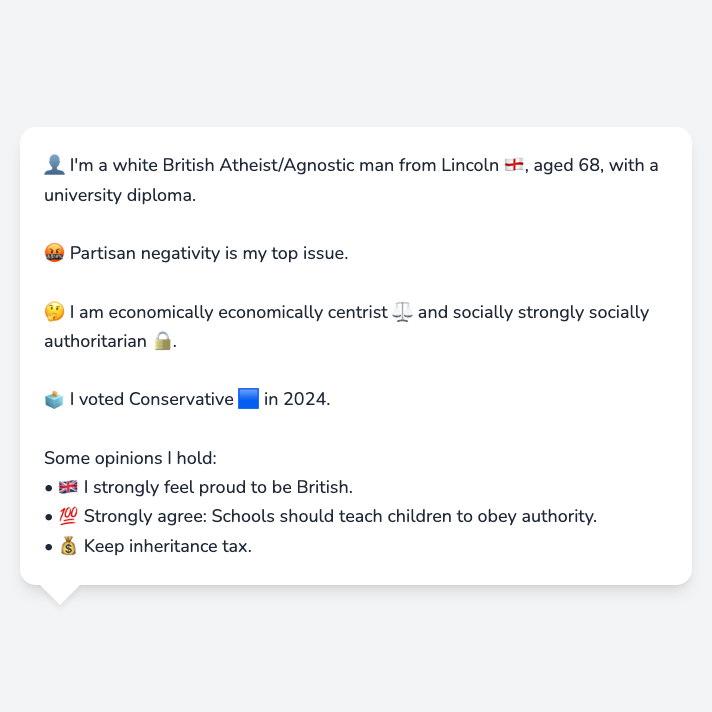 👤 I'm a white British Atheist/Agnostic man from Lincoln 🏴󠁧󠁢󠁥󠁮󠁧󠁿, aged 68, with a
university diploma.
🤬 Partisan negativity is my top issue.
🤔 I am economically economically centrist ⚖️ and socially strongly socially
authoritarian 🔒.
🗳️ I voted Conservative 🟦 in 2024.
Some opinions I hold:
• 🇬🇧 I strongly feel proud to be British.
• 💯 Strongly agree: Schools should teach children to obey authority.
• 💰 Keep inheritance tax.